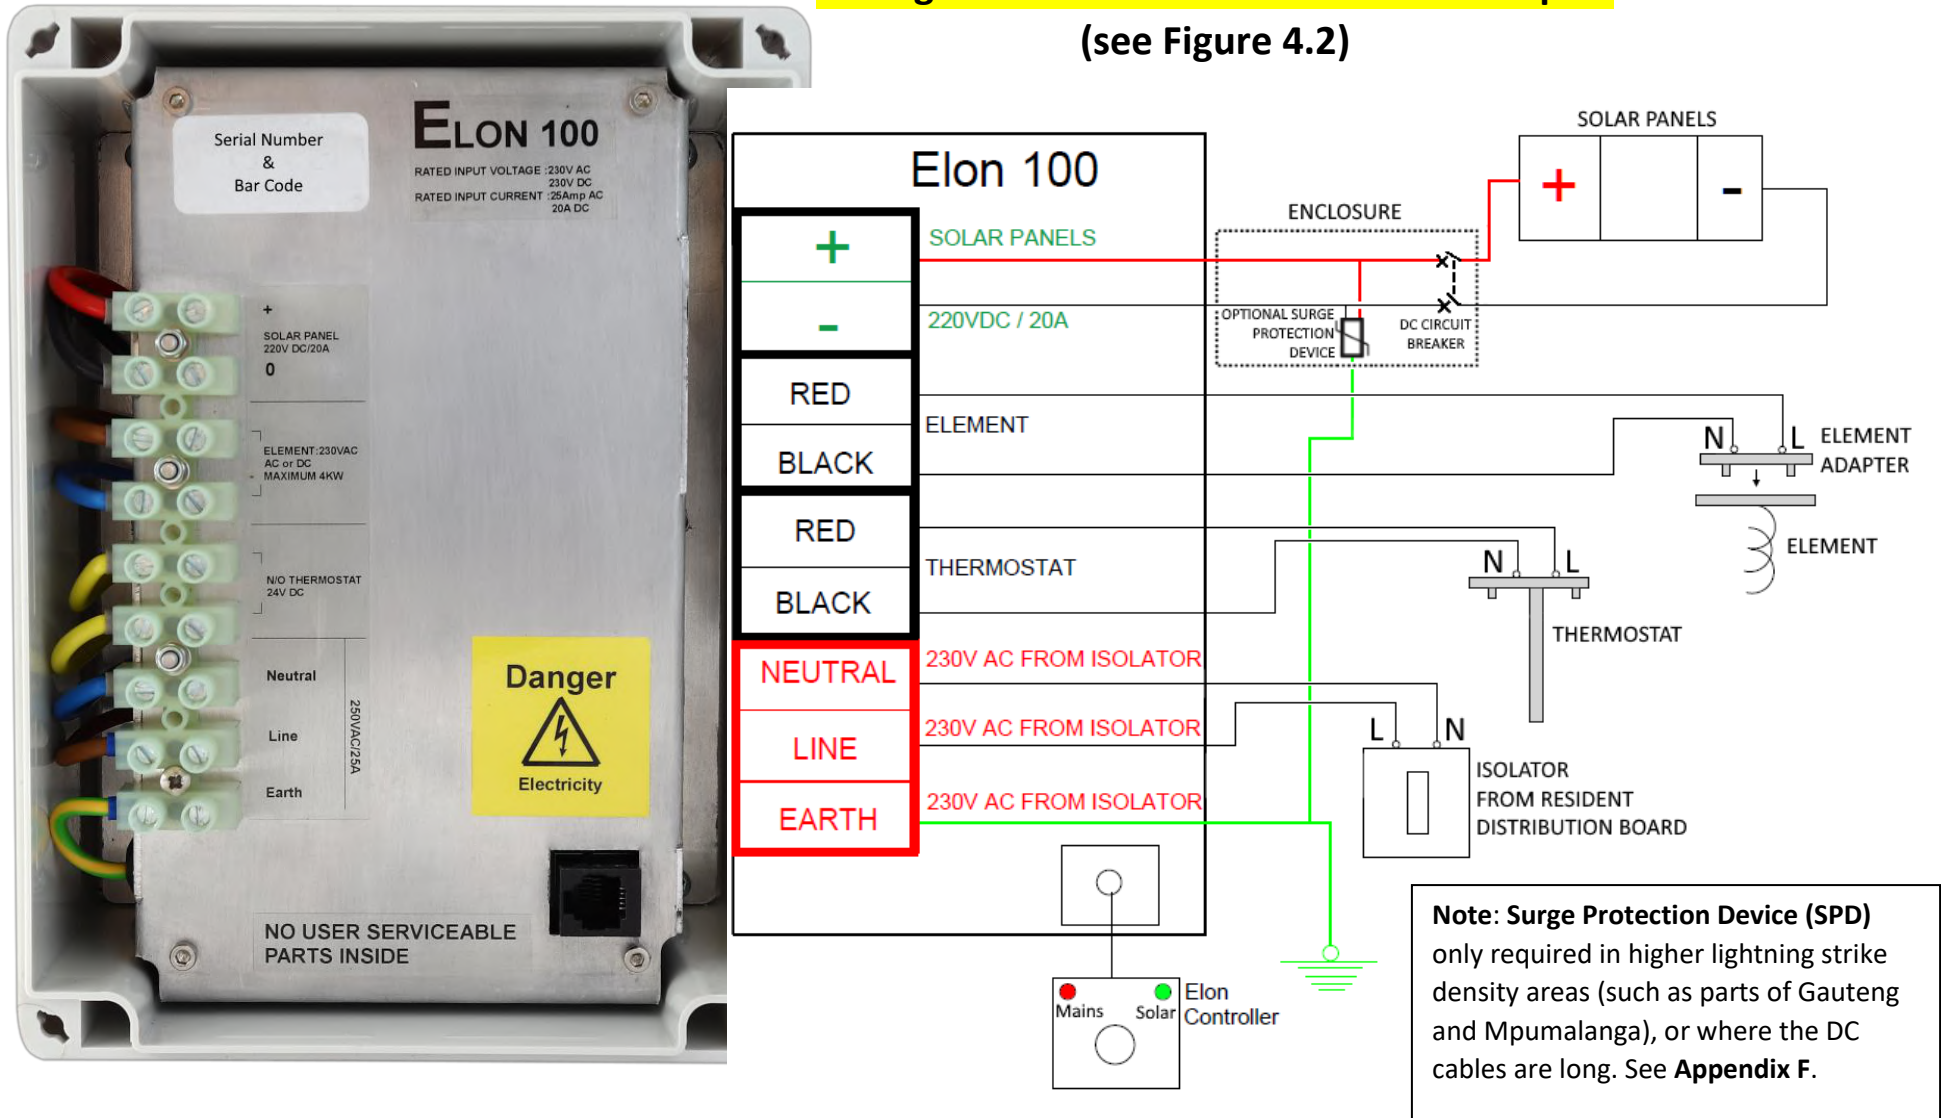 (see Figure 4.2)
Serial Number
&
Bar Code
ELON 100
RATED INPUT VOLTAGE :230V AC
230V DC
RATED INPUT CURRENT :25Amp AC
20A DC
+
SOLAR PANEL
220V DC/20A
0
ELEMENT:230VAC
AC or DC
MAXIMUM 4KW
N/O THERMOSTAT
24V DC
Neutral
Line
Earth
250VAC/25A
Danger
Electricity
NO USER SERVICEABLE
PARTS INSIDE
Elon 100
+
SOLAR PANELS
-
220VDC / 20A
RED
ELEMENT
BLACK
RED
THERMOSTAT
BLACK
NEUTRAL
230V AC FROM ISOLATOR
LINE
230V AC FROM ISOLATOR
EARTH
230V AC FROM ISOLATOR
SOLAR PANELS
+ -
ENCLOSURE
OPTIONAL SURGE
PROTECTION
DEVICE
DC CIRCUIT
BREAKER
N L
ELEMENT
ADAPTER
ELEMENT
N L
THERMOSTAT
L N
ISOLATOR
FROM RESIDENT
DISTRIBUTION BOARD
Mains Solar
Elon
Controller
Note: Surge Protection Device (SPD)
only required in higher lightning strike
density areas (such as parts of Gauteng
and Mpumalanga), or where the DC
cables are long. See Appendix F.